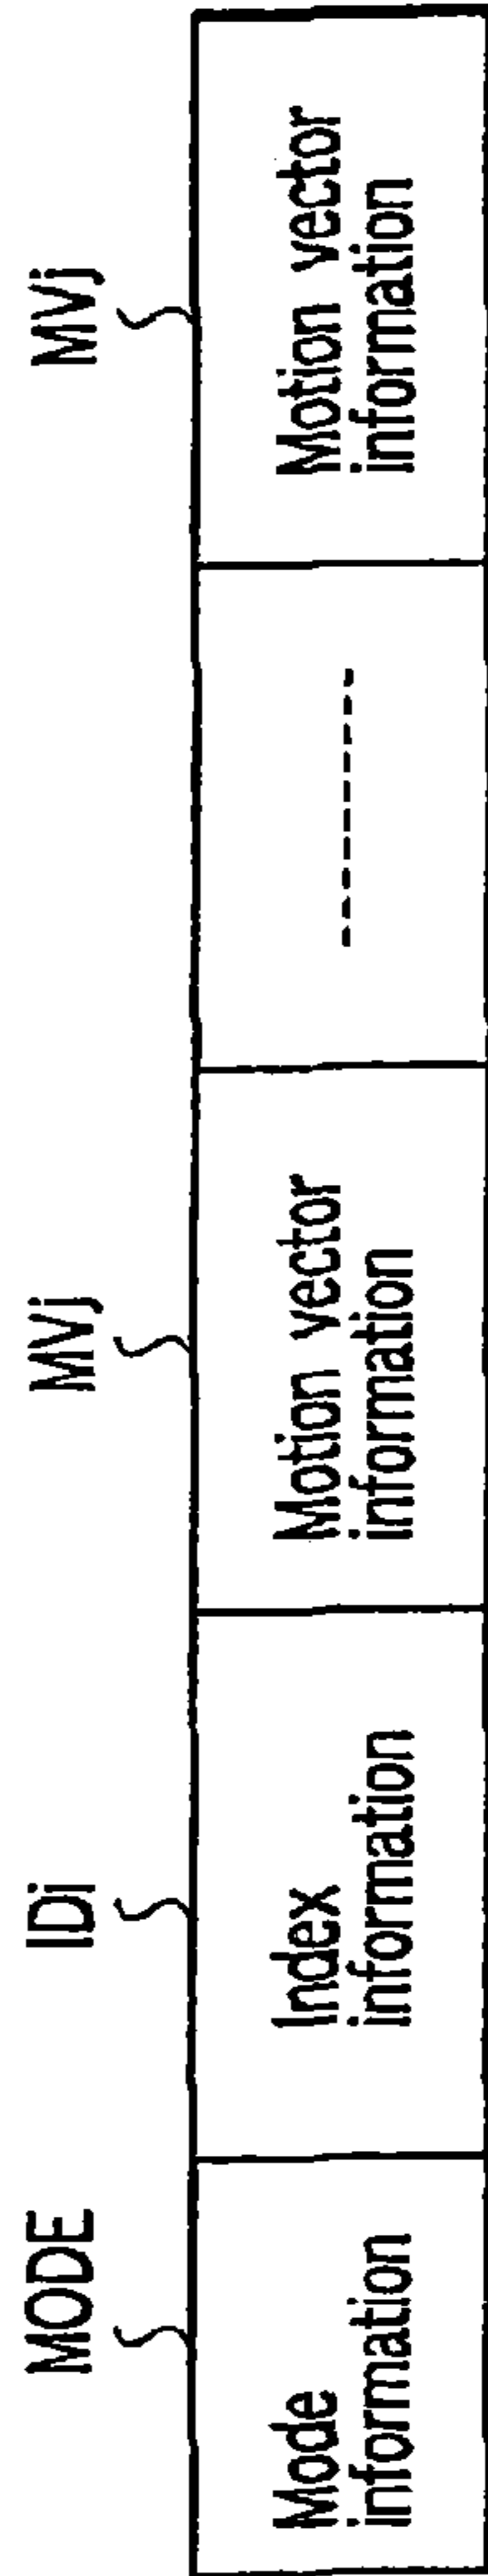 MODE
IDi
MVj
MVj
Mode
information
Index
information
Motion vector
information
Motion vector
information